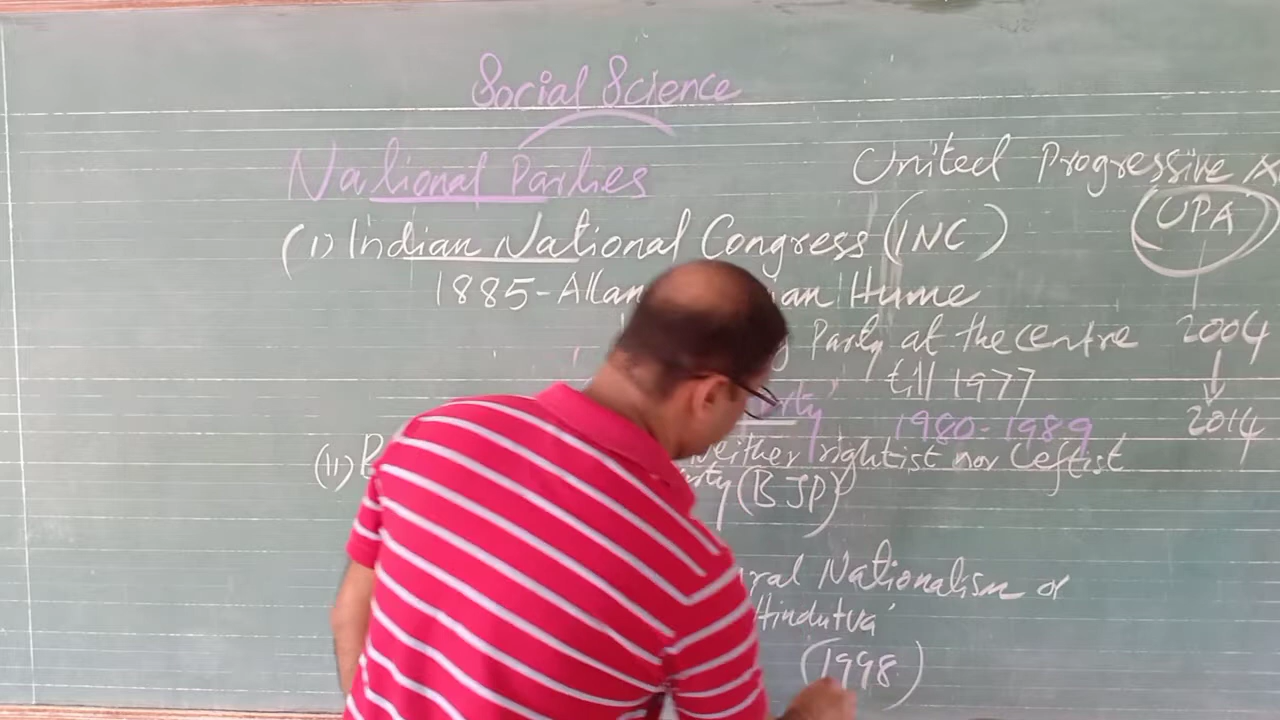 Social Science
National Parties
United Progressive
UPA
(i) Indian National Congress (INC)
1885-Allan Hume
Party at the centre
till 1977
2004
2014
1980-1989
Neither rightist nor Leftist
(ii)
(BJP)
Nationalism or
Hindutva'
(1998.)